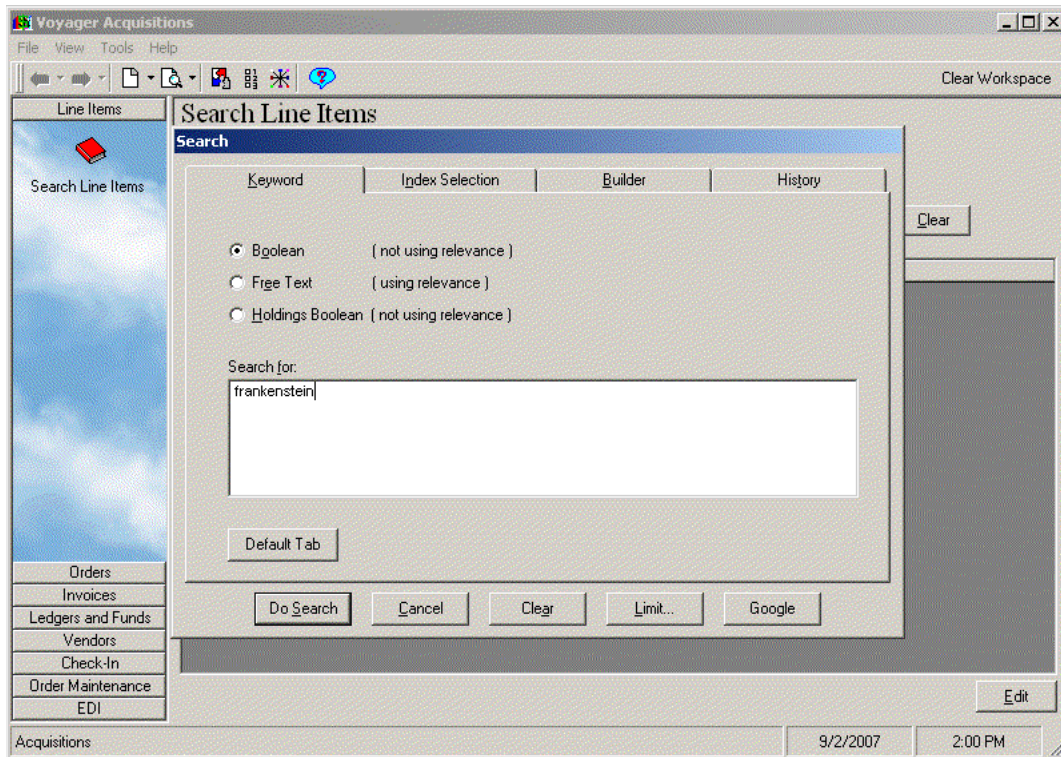 Voyager Acquisitions
File View Tools Help
Clear Workspace
Line Items
Search Line Items
Search Line Items
Search
Keyword Index Selection Builder History
Clear
Boolean ( not using relevance )
Free Text ( using relevance )
Holdings Boolean ( not using relevance )
Search for:
frankenstein
Default Tab
Do Search Cancel Clear Limit... Google
Orders
Invoices
Ledgers and Funds
Vendors
Check-In
Order Maintenance
EDI
Edit
Acquisitions 9/2/2007 2:00 PM